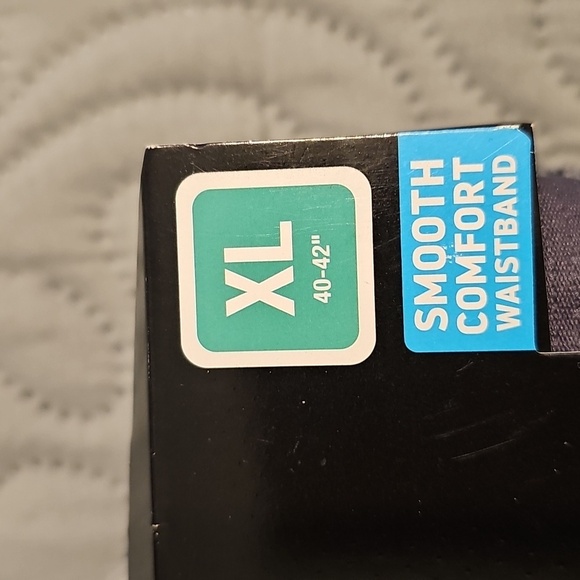 XL
40-42"
SMOOTH
COMFORT
WAISTBAND